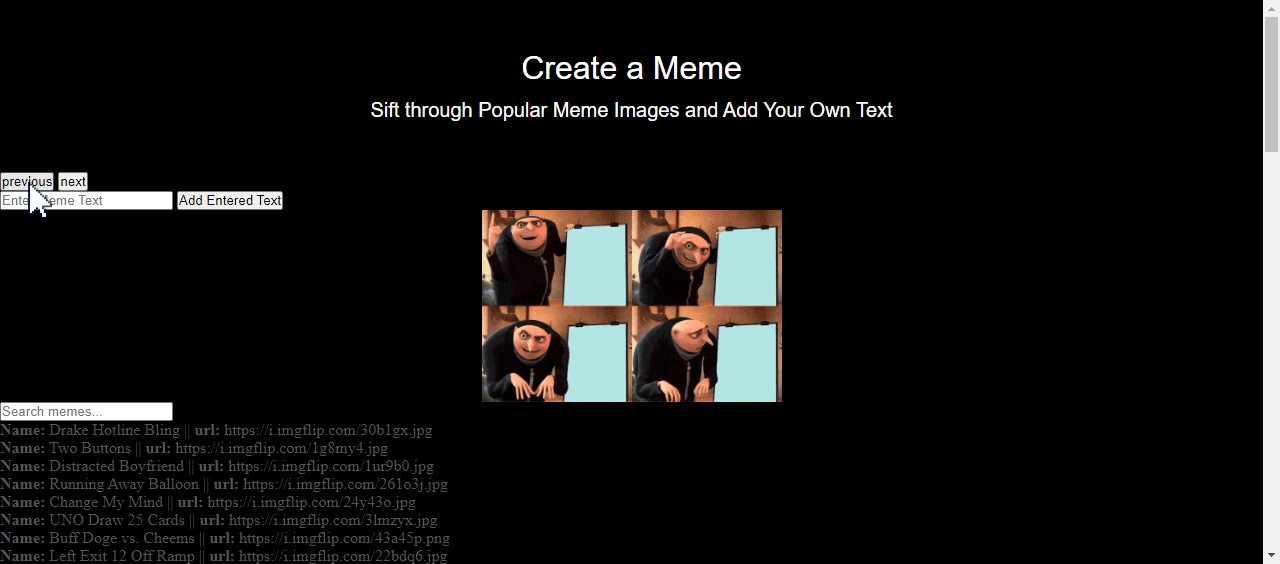 Create a Meme
Sift through Popular Meme Images and Add Your Own Text
previous next
Enter Meme Text Add Entered Text
Search memes...
Name: Drake Hotline Bling || url: https://i.imgflip.com/30b1gx.jpg
Name: Two Buttons || url: https://i.imgflip.com/1g8my4.jpg
Name: Distracted Boyfriend || url: https://i.imgflip.com/1ur9b0.jpg
Name: Running Away Balloon || url: https://i.imgflip.com/261o3j.jpg
Name: Change My Mind || url: https://i.imgflip.com/24y43o.jpg
Name: UNO Draw 25 Cards || url: https://i.imgflip.com/3lmzyx.jpg
Name: Buff Doge vs. Cheems || url: https://i.imgflip.com/43a45p.png
Name: Left Exit 12 Off Ramp || url: https://i.imgflip.com/22bdq6.jpg